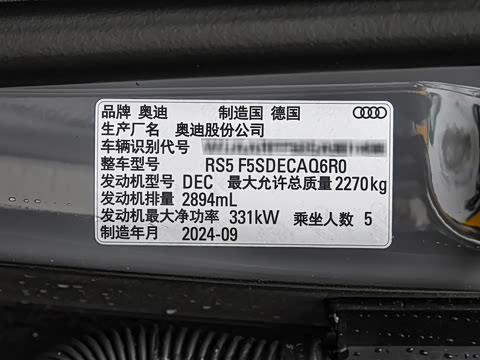 品牌 奥迪 制造国 德国
生产厂名 奥迪股份公司
车辆识别代号
整车型号 RS5 F5SDECAQ6R0
发动机型号 DEC 最大允许总质量 2270kg
发动机排量 2894mL
发动机最大净功率 331kW 乘坐人数 5
制造年月 2024-09